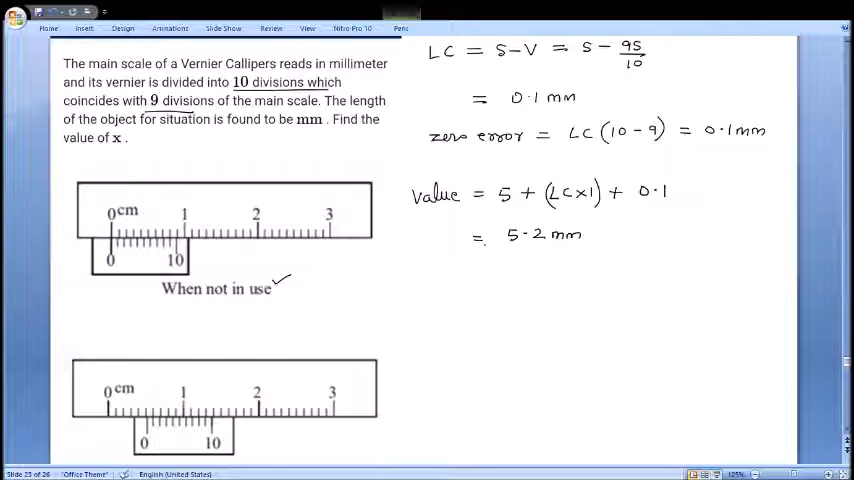 Home Insert Design Animations Slide Show Review View Nitro Pro 10 Pens
The main scale of a Vernier Callipers reads in millimeter
and its vernier is divided into 10 divisions which
coincides with 9 divisions of the main scale. The length
of the object for situation is found to be mm . Find the
value of x .
0 cm 1 2 3
0 10
When not in use
0 cm 1 2 3
0 10
LC = S-V = S - 9S/10
= 0.1 mm
zero error = LC (10-9) = 0.1mm
Value = 5 + (LC×1) + 0.1
= 5.2 mm
Slide 23 of 26 "Office Theme" English (United States) 125%